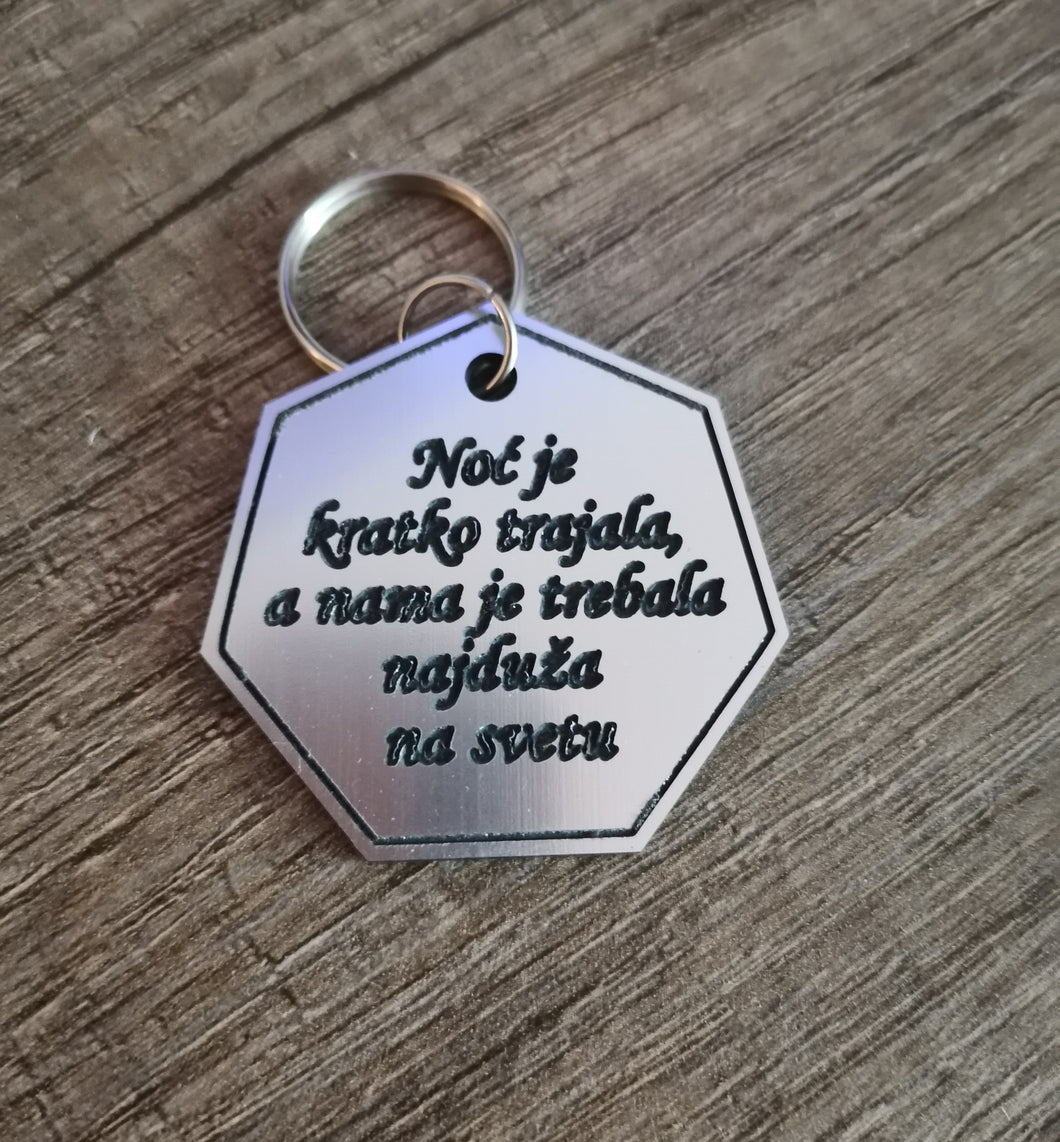 Noć je
kratko trajala,
a nama je trebala
najduža
na svetu